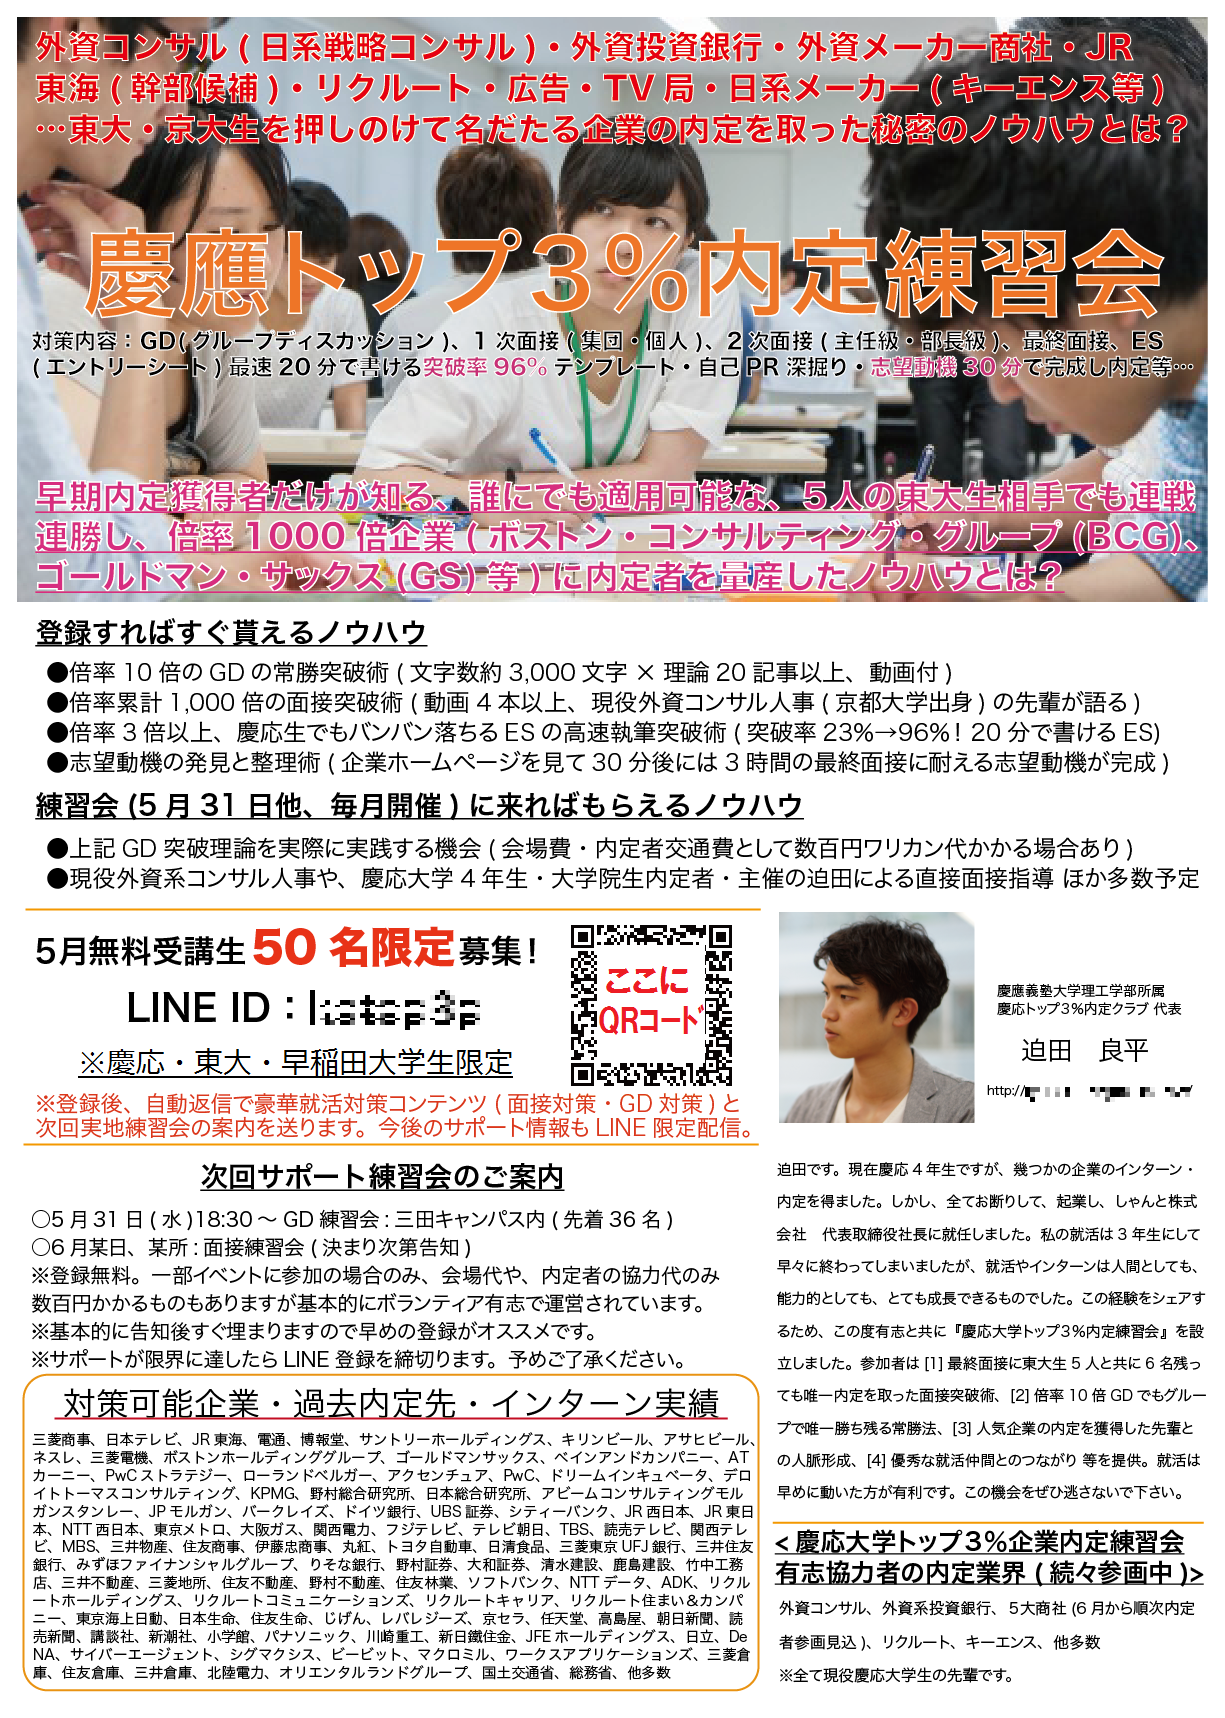 外資コンサル(日系戦略コンサル)・外資投資銀行・外資メーカー商社・JR
東海(幹部候補)・リクルート・広告・TV局・日系メーカー(キーエンス等)
…東大・京大生を押しのけて名だたる企業の内定を取った秘密のノウハウとは?
慶應トップ3%内定練習会
対策内容:GD(グループディスカッション)、1次面接(集団・個人)、2次面接(主任級・部長級)、最終面接、ES
(エントリーシート)最速20分で書ける突破率96%テンプレート・自己PR 深掘り・志望動機30分で完成し内定等…
早期内定獲得者だけが知る、誰にでも適用可能な、5人の東大生相手でも連戦
連勝し、倍率1000倍企業(ボストン・コンサルティング・グループ(BCG)、
ゴールドマン・サックス(GS)等)に内定者を量産したノウハウとは?
登録すればすぐ貰えるノウハウ
●倍率10倍のGDの常勝突破術(文字数約3,000文字×理論20記事以上、動画付)
●倍率累計1,000倍の面接突破術(動画4本以上、現役外資コンサル人事(京都大学出身)の先輩が語る)
●倍率3倍以上、慶応生でもバンバン落ちるESの高速執筆突破術(突破率23%→96%!20分で書けるES)
●志望動機の発見と整理術(企業ホームページを見て30分後には3時間の最終面接に耐える志望動機が完成)
練習会(5月31日他、毎月開催)に来ればもらえるノウハウ
●上記GD突破理論を実際に実践する機会(会場費・内定者交通費として数百円ワリカン代かかる場合あり)
●現役外資系コンサル人事や、慶応大学4年生・大学院生内定者・主催の迫田による直接面接指導 ほか多数予定
5月無料受講生50名限定募集!
LINE ID:
※慶応・東大・早稲田大学生限定
※登録後、自動返信で豪華就活対策コンテンツ(面接対策・GD対策)と
次回実地練習会の案内を送ります。今後のサポート情報もLINE限定配信。
ここに
QRコード
慶應義塾大学理工学部所属
慶応トップ3%内定クラブ 代表
迫田 良平
http://
次回サポート練習会のご案内
○5月31日(水)18:30〜GD練習会:三田キャンパス内(先着36名)
○6月某日、某所:面接練習会(決まり次第告知)
※登録無料。一部イベントに参加の場合のみ、会場代や、内定者の協力代のみ
数百円かかるものもありますが基本的にボランティア有志で運営されています。
※基本的に告知後すぐ埋まりますので早めの登録がオススメです。
※サポートが限界に達したらLINE登録を締切ります。予めご了承ください。
対策可能企業・過去内定先・インターン実績
三菱商事、日本テレビ、JR東海、電通、博報堂、サントリーホールディングス、キリンビール、アサヒビール、
ネスレ、三菱電機、ボストンホールディンググループ、ゴールドマンサックス、ベインアンドカンパニー、AT
カーニー、PwCストラテジー、ローランドベルガー、アクセンチュア、PwC、ドリームインキュベータ、デロ
イトトーマスコンサルティング、KPMG、野村総合研究所、日本総合研究所、アビームコンサルティングモル
ガンスタンレー、JPモルガン、バークレイズ、ドイツ銀行、UBS証券、シティーバンク、JR西日本、JR東日
本、NTT西日本、東京メトロ、大阪ガス、関西電力、フジテレビ、テレビ朝日、TBS、読売テレビ、関西テレ
ビ、MBS、三井物産、住友商事、伊藤忠商事、丸紅、トヨタ自動車、日清食品、三菱東京UFJ銀行、三井住友
銀行、みずほファイナンシャルグループ、りそな銀行、野村証券、大和証券、清水建設、鹿島建設、竹中工務
店、三井不動産、三菱地所、住友不動産、野村不動産、住友林業、ソフトバンク、NTTデータ、ADK、リクル
ートホールディングス、リクルートコミュニケーションズ、リクルートキャリア、リクルート住まい&カンパ
ニー、東京海上日動、日本生命、住友生命、じげん、レバレジーズ、京セラ、任天堂、高島屋、朝日新聞、読
売新聞、講談社、新潮社、小学館、パナソニック、川崎重工、新日鐵住金、JFEホールディングス、日立、De
NA、サイバーエージェント、シグマクシス、ビービット、マクロミル、ワークスアプリケーションズ、三菱倉
庫、住友倉庫、三井倉庫、北陸電力、オリエンタルランドグループ、国土交通省、総務省、他多数
迫田です。現在慶応4年生ですが、幾つかの企業のインターン・
内定を得ました。しかし、全てお断りして、起業し、しゃんと株式
会社 代表取締役社長に就任しました。私の就活は3年生にして
早々に終わってしまいましたが、就活やインターンは人間としても、
能力的としても、とても成長できるものでした。この経験をシェアす
るため、この度有志と共に『慶応大学トップ3%内定練習会』を設
立しました。参加者は[1]最終面接に東大生5人と共に6名残っ
ても唯一内定を取った面接突破術、[2]倍率10倍GDでもグルー
プで唯一勝ち残る常勝法、[3]人気企業の内定を獲得した先輩と
の人脈形成、[4]優秀な就活仲間とのつながり 等を提供。就活は
早めに動いた方が有利です。この機会をぜひ逃さないで下さい。
<慶応大学トップ3%企業内定練習会
有志協力者の内定業界(続々参画中)>
外資コンサル、外資系投資銀行、5大商社(6月から順次内定
者参画見込)、リクルート、キーエンス、他多数
※全て現役慶応大学生の先輩です。